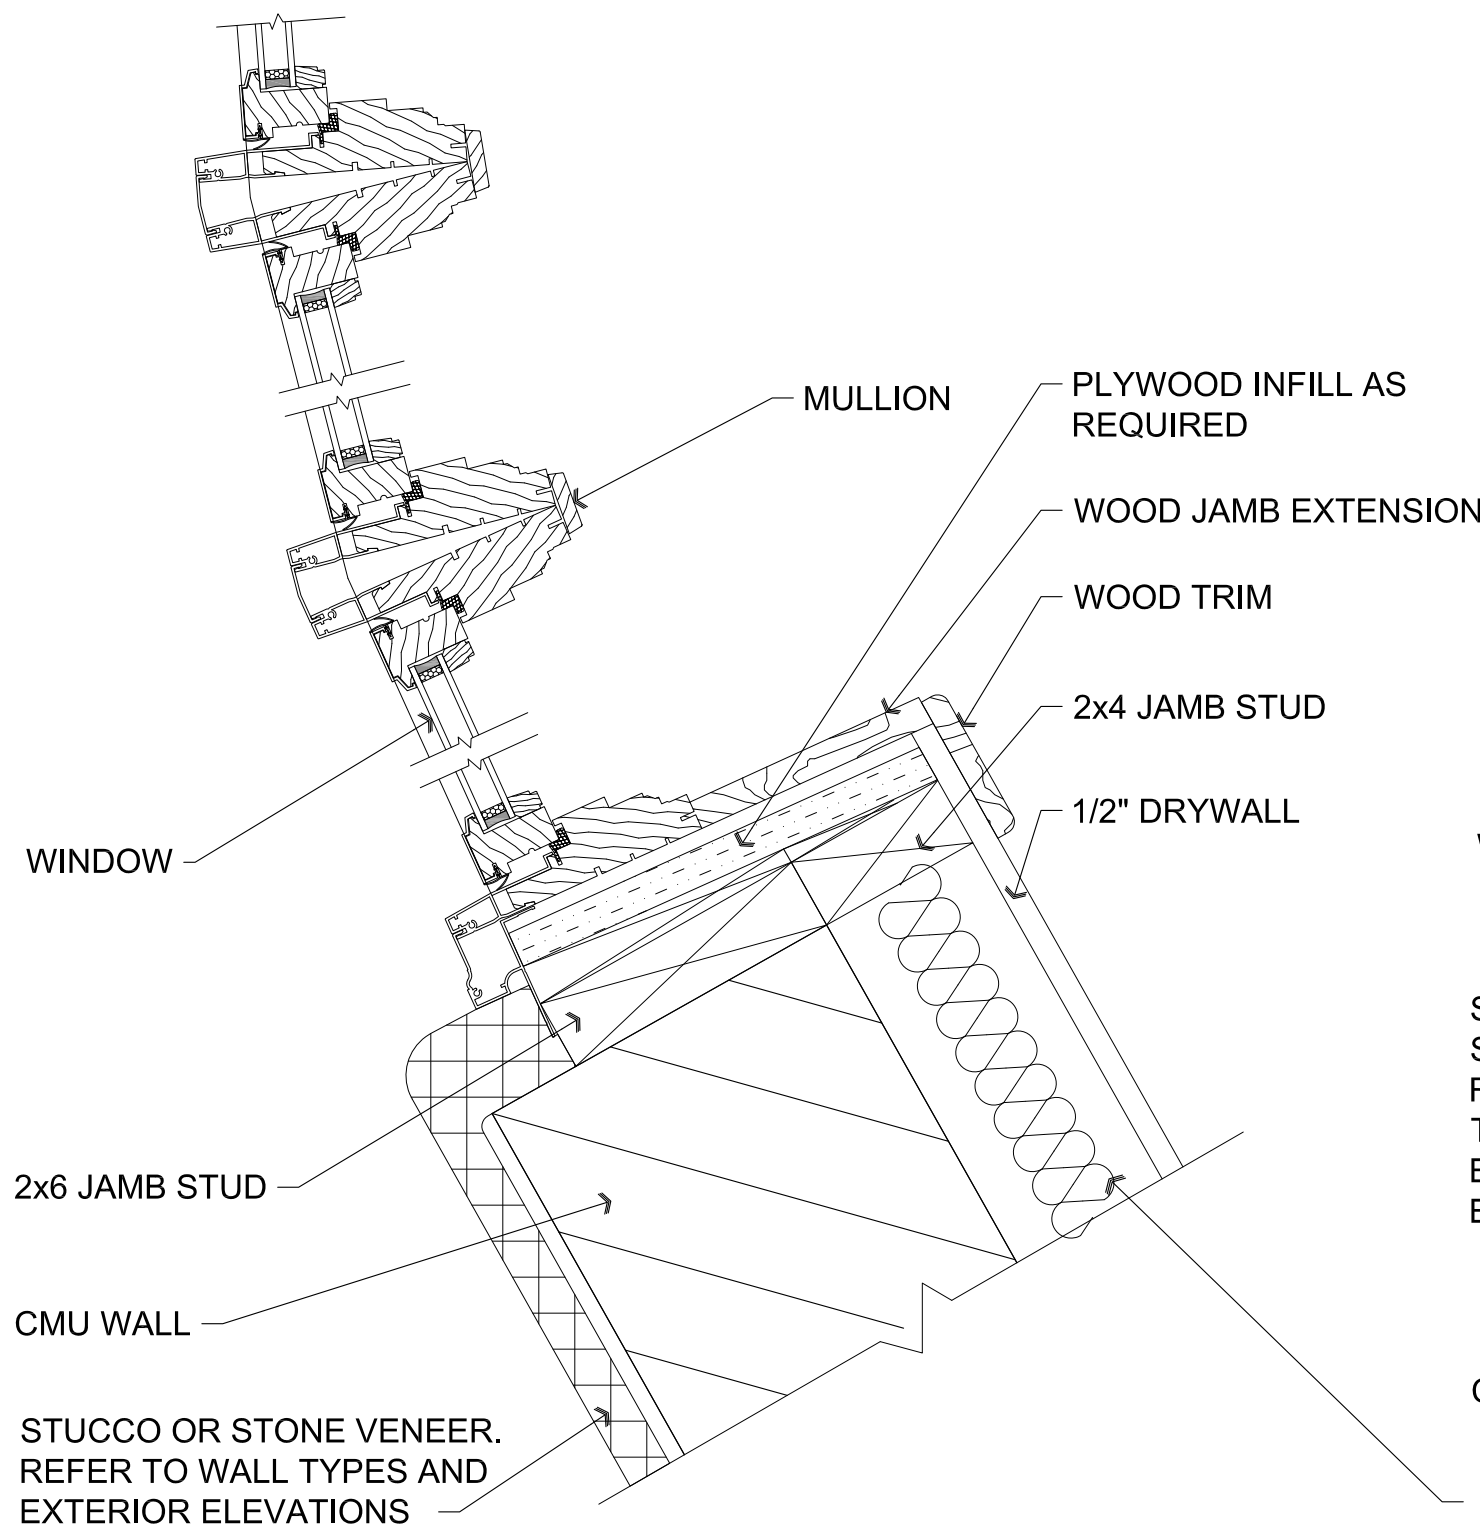 MULLION
PLYWOOD INFILL AS
REQUIRED
WOOD JAMB EXTENSION
WOOD TRIM
2x4 JAMB STUD
1/2" DRYWALL
WINDOW
2x6 JAMB STUD
CMU WALL
STUCCO OR STONE VENEER.
REFER TO WALL TYPES AND
EXTERIOR ELEVATIONS